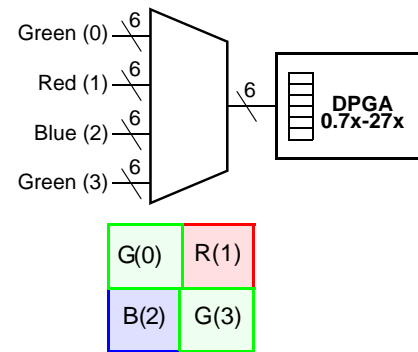 6
Green (0)
6
Red (1)
6
6
Blue (2)
DPGA
0.7x-27x
6
Green (3)
G(0) R(1)
B(2) G(3)